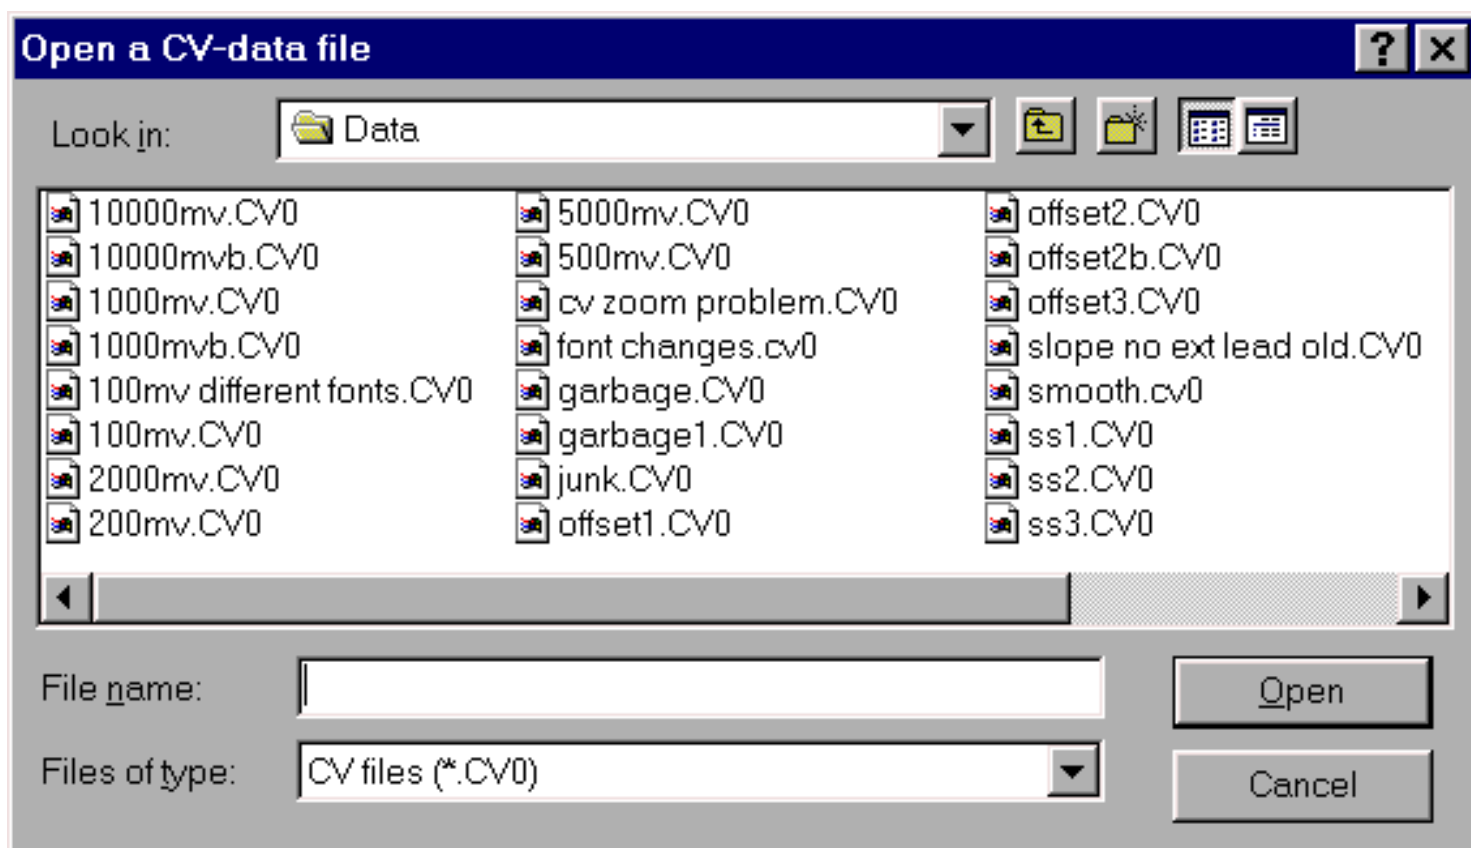 Open a CV-data file
Look in: Data
10000mv.CV0
10000mvb.CV0
1000mv.CV0
1000mvb.CV0
100mv different fonts.CV0
100mv.CV0
2000mv.CV0
200mv.CV0
5000mv.CV0
500mv.CV0
cv zoom problem.CV0
font changes.cv0
garbage.CV0
garbage1.CV0
junk.CV0
offset1.CV0
offset2.CV0
offset2b.CV0
offset3.CV0
slope no ext lead old.CV0
smooth.cv0
ss1.CV0
ss2.CV0
ss3.CV0
File name:
Open
Files of type: CV files (*.CV0)
Cancel